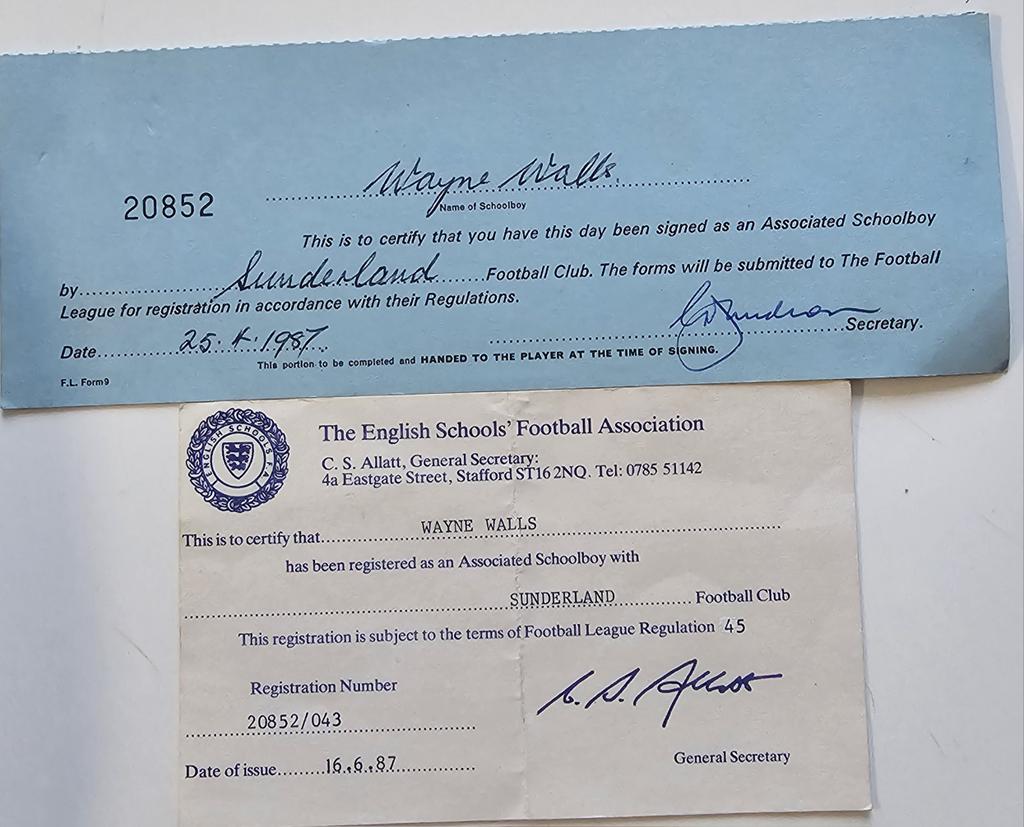 Wayne Walls.
20852
Name of Schoolboy
This is to certify that you have this day been signed as an Associated Schoolboy
by Sunderland Football Club. The forms will be submitted to The Football
League for registration in accordance with their Regulations.
Date 25.4.1987. Secretary.
This portion to be completed and HANDED TO THE PLAYER AT THE TIME OF SIGNING.
F.L. Form 9
ENGLISH SCHOOLS F.A.
The English Schools' Football Association
C. S. Allatt, General Secretary:
4a Eastgate Street, Stafford ST16 2NQ. Tel: 0785 51142
This is to certify that WAYNE WALLS
has been registered as an Associated Schoolboy with
SUNDERLAND Football Club
This registration is subject to the terms of Football League Regulation 45
Registration Number
C. S. Allatt
20852/043
General Secretary
Date of issue 16.6.87